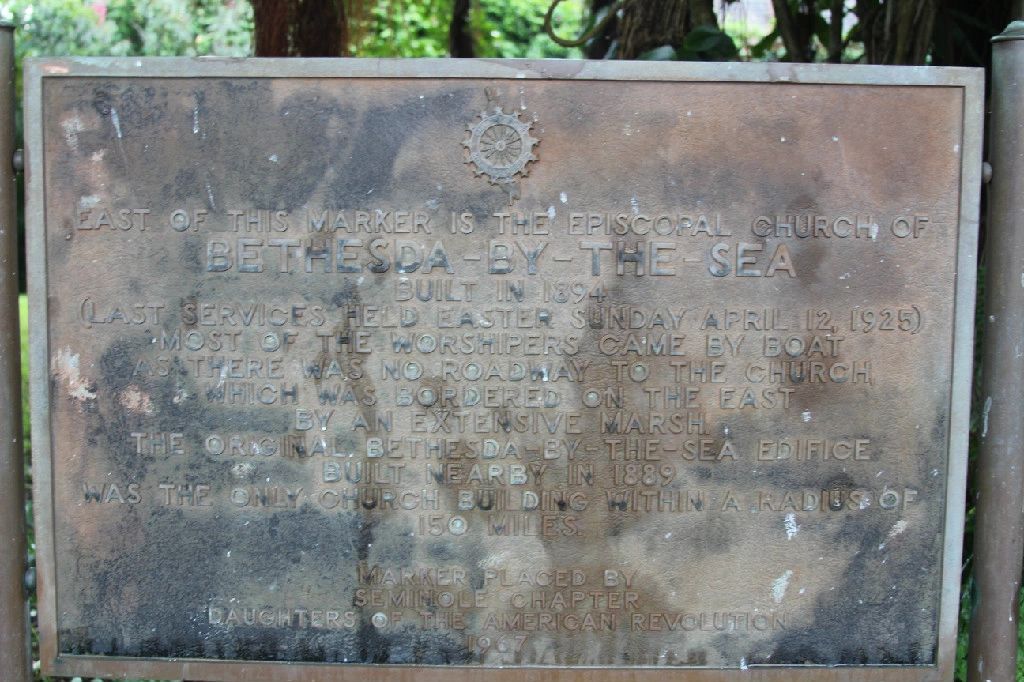 EAST OF THIS MARKER IS THE EPISCOPAL CHURCH OF
BETHESDA-BY-THE-SEA
BUILT IN 1894
(LAST SERVICES HELD EASTER SUNDAY APRIL 12, 1925)
MOST OF THE WORSHIPERS CAME BY BOAT
AS THERE WAS NO ROADWAY TO THE CHURCH,
WHICH WAS BORDERED ON THE EAST
BY AN EXTENSIVE MARSH.
THE ORIGINAL BETHESDA-BY-THE-SEA EDIFICE
BUILT NEARBY IN 1889
WAS THE ONLY CHURCH BUILDING WITHIN A RADIUS OF
150 MILES.
MARKER PLACED BY
SEMINOLE CHAPTER
DAUGHTERS OF THE AMERICAN REVOLUTION
1967